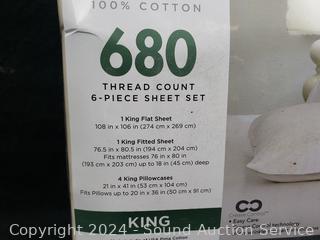 100% COTTON
680
THREAD COUNT
6-PIECE SHEET SET
1 King Flat Sheet
108 in x 106 in (274 cm x 269 cm)
1 King Fitted Sheet
76.5 in x 80.5 in (194 cm x 204 cm)
Fits mattresses 76 in x 80 in
(193 cm x 203 cm) up to 18 in (45 cm) deep
4 King Pillowcases
21 in x 41 in (53 cm x 104 cm)
Fits Pillows up to 20 in x 36 in (50 cm x 91 cm)
KING
• Easy Care
technology
Copyright 2024 - Sound Auction Service